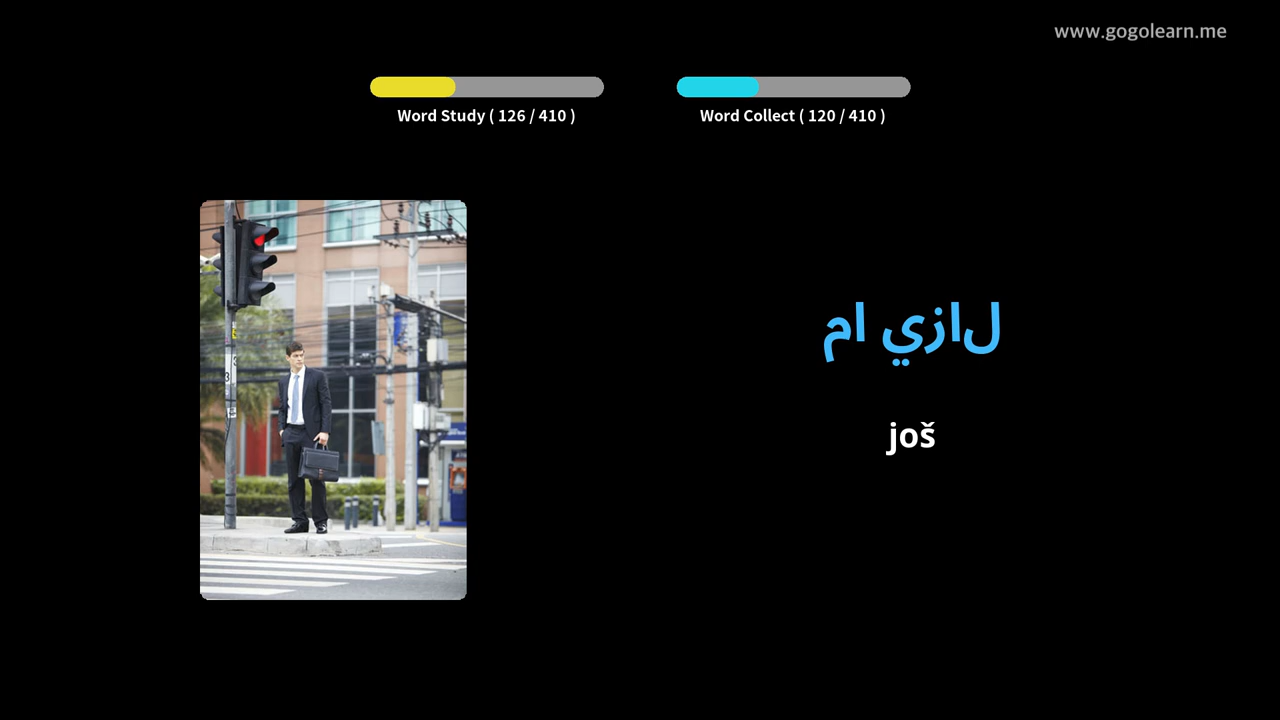 www.gogolearn.me
Word Study ( 126 / 410 )
Word Collect ( 120 / 410 )
لازي ام
još